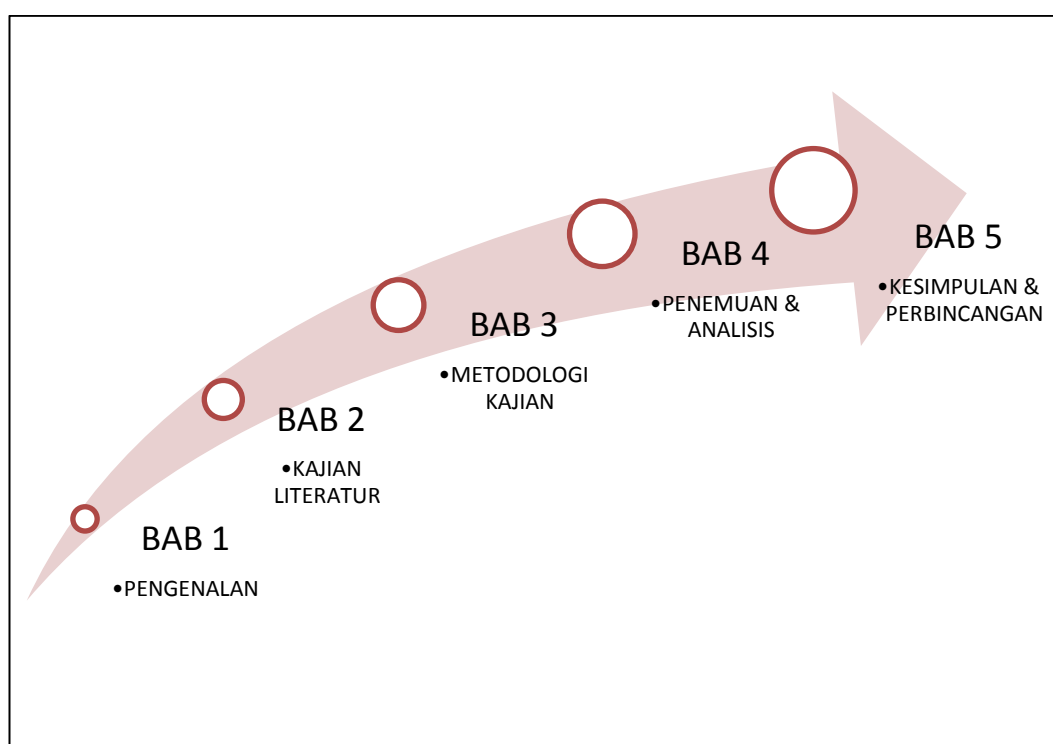 BAB 1
•PENGENALAN
BAB 2
•KAJIAN
LITERATUR
BAB 3
•METODOLOGI
KAJIAN
BAB 4
•PENEMUAN &
ANALISIS
BAB 5
•KESIMPULAN &
PERBINCANGAN